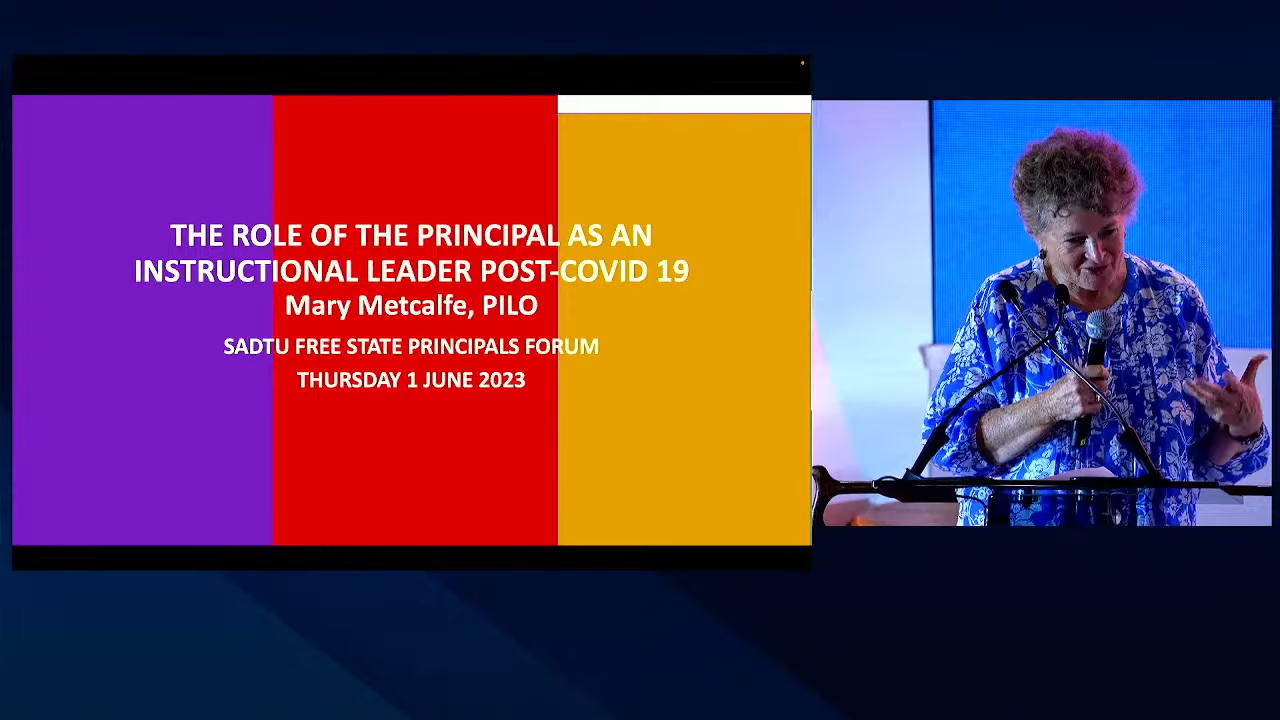 THE ROLE OF THE PRINCIPAL AS AN
INSTRUCTIONAL LEADER POST-COVID 19
Mary Metcalfe, PILO
SADTU FREE STATE PRINCIPALS FORUM
THURSDAY 1 JUNE 2023